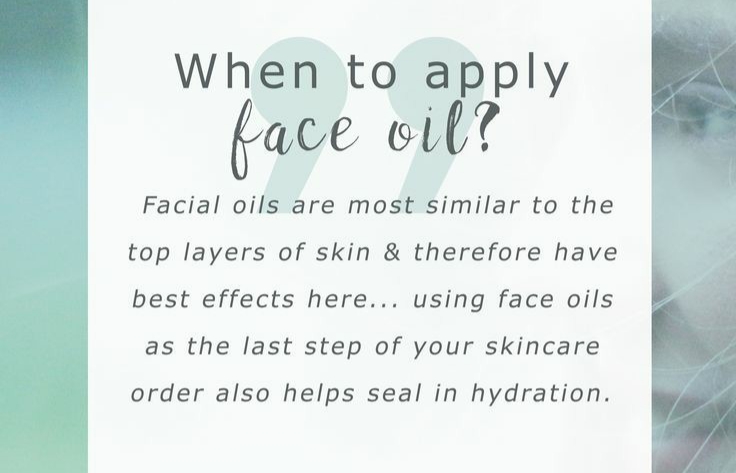 When to apply
face oil?
Facial oils are most similar to the
top layers of skin & therefore have
best effects here... using face oils
as the last step of your skincare
order also helps seal in hydration.